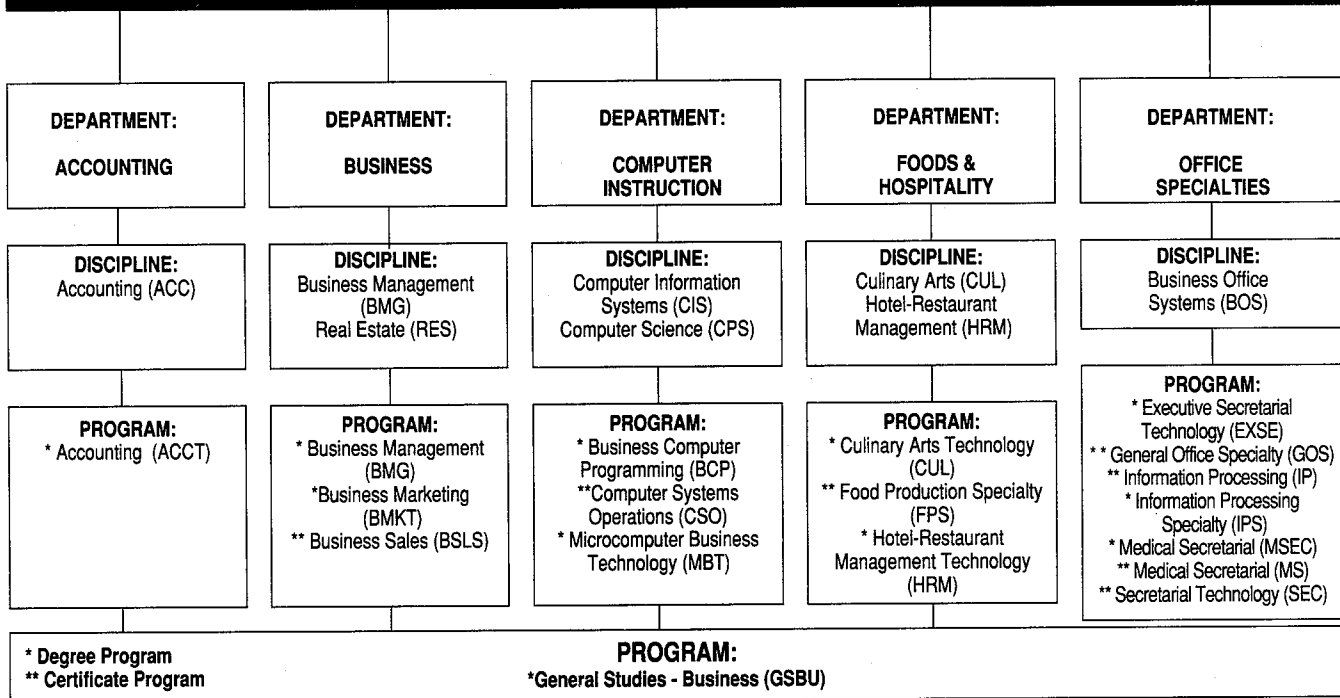 DEPARTMENT:
ACCOUNTING
DISCIPLINE:
Accounting (ACC)
PROGRAM:
* Accounting (ACCT)
DEPARTMENT:
BUSINESS
DISCIPLINE:
Business Management
(BMG)
Real Estate (RES)
PROGRAM:
* Business Management
(BMG)
*Business Marketing
(BMKT)
** Business Sales (BSLS)
DEPARTMENT:
COMPUTER
INSTRUCTION
DISCIPLINE:
Computer Information
Systems (CIS)
Computer Science (CPS)
PROGRAM:
* Business Computer
Programming (BCP)
**Computer Systems
Operations (CSO)
* Microcomputer Business
Technology (MBT)
DEPARTMENT:
FOODS &
HOSPITALITY
DISCIPLINE:
Culinary Arts (CUL)
Hotel-Restaurant
Management (HRM)
PROGRAM:
* Culinary Arts Technology
(CUL)
** Food Production Specialty
(FPS)
* Hotel-Restaurant
Management Technology
(HRM)
DEPARTMENT:
OFFICE
SPECIALTIES
DISCIPLINE:
Business Office
Systems (BOS)
PROGRAM:
* Executive Secretarial
Technology (EXSE)
* * General Office Specialty (GOS)
** Information Processing (IP)
* Information Processing
Specialty (IPS)
* Medical Secretarial (MSEC)
** Medical Secretarial (MS)
** Secretarial Technology (SEC)
* Degree Program
** Certificate Program
PROGRAM:
*General Studies - Business (GSBU)